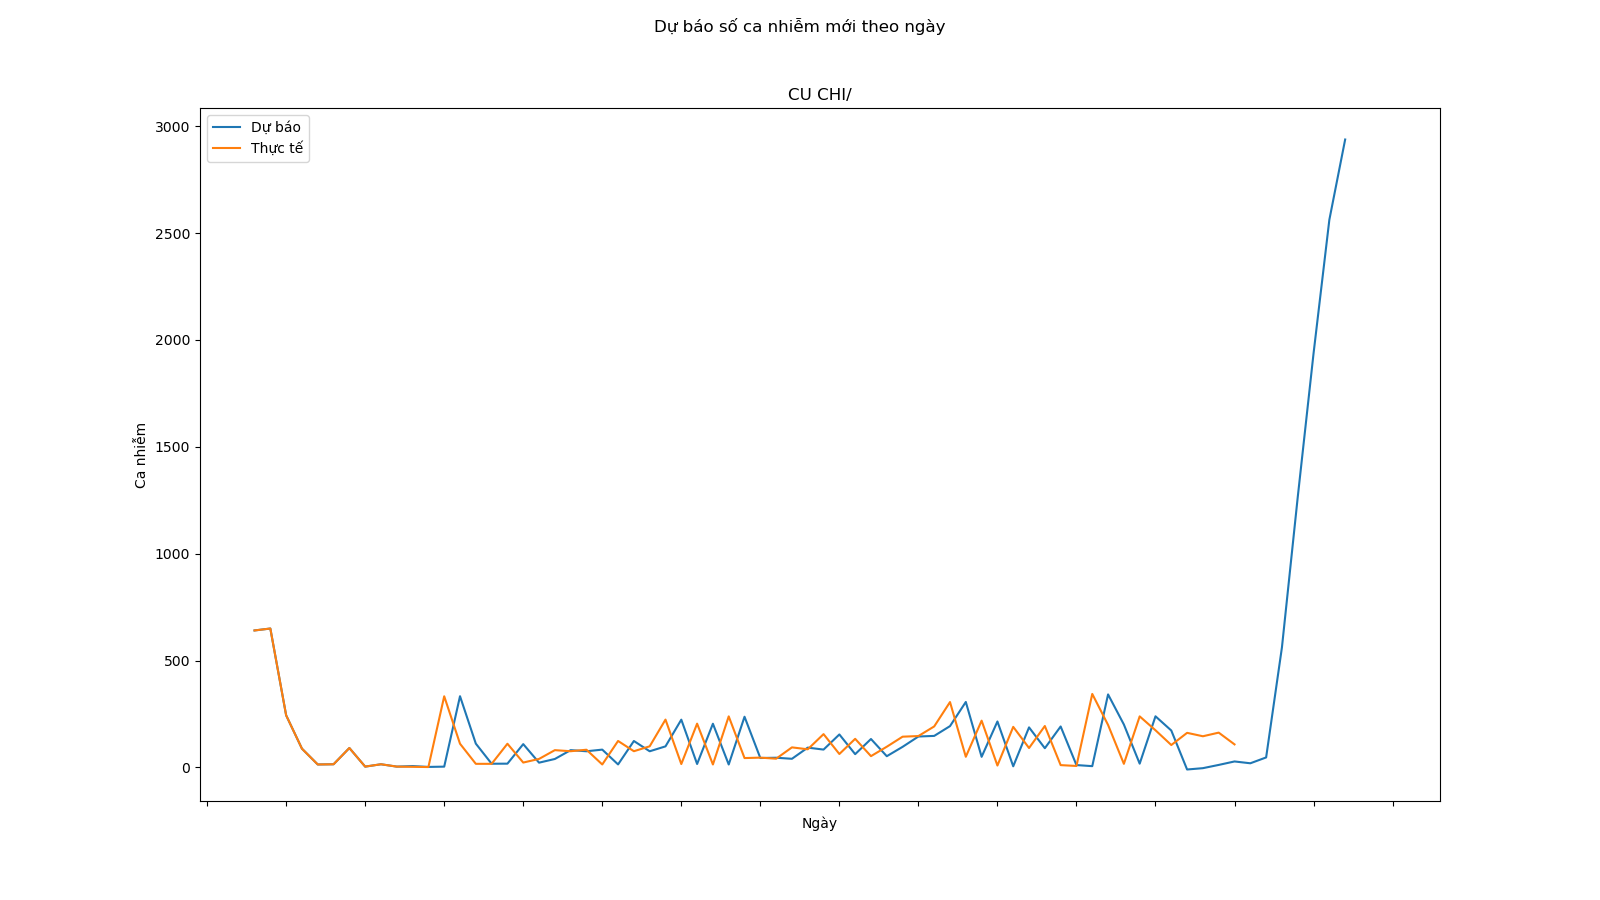 Dự báo số ca nhiễm mới theo ngày
CU CHI/
Dự báo
Thực tế
3000
2500
2000
1500
1000
500
0
Ca nhiễm
Ngày